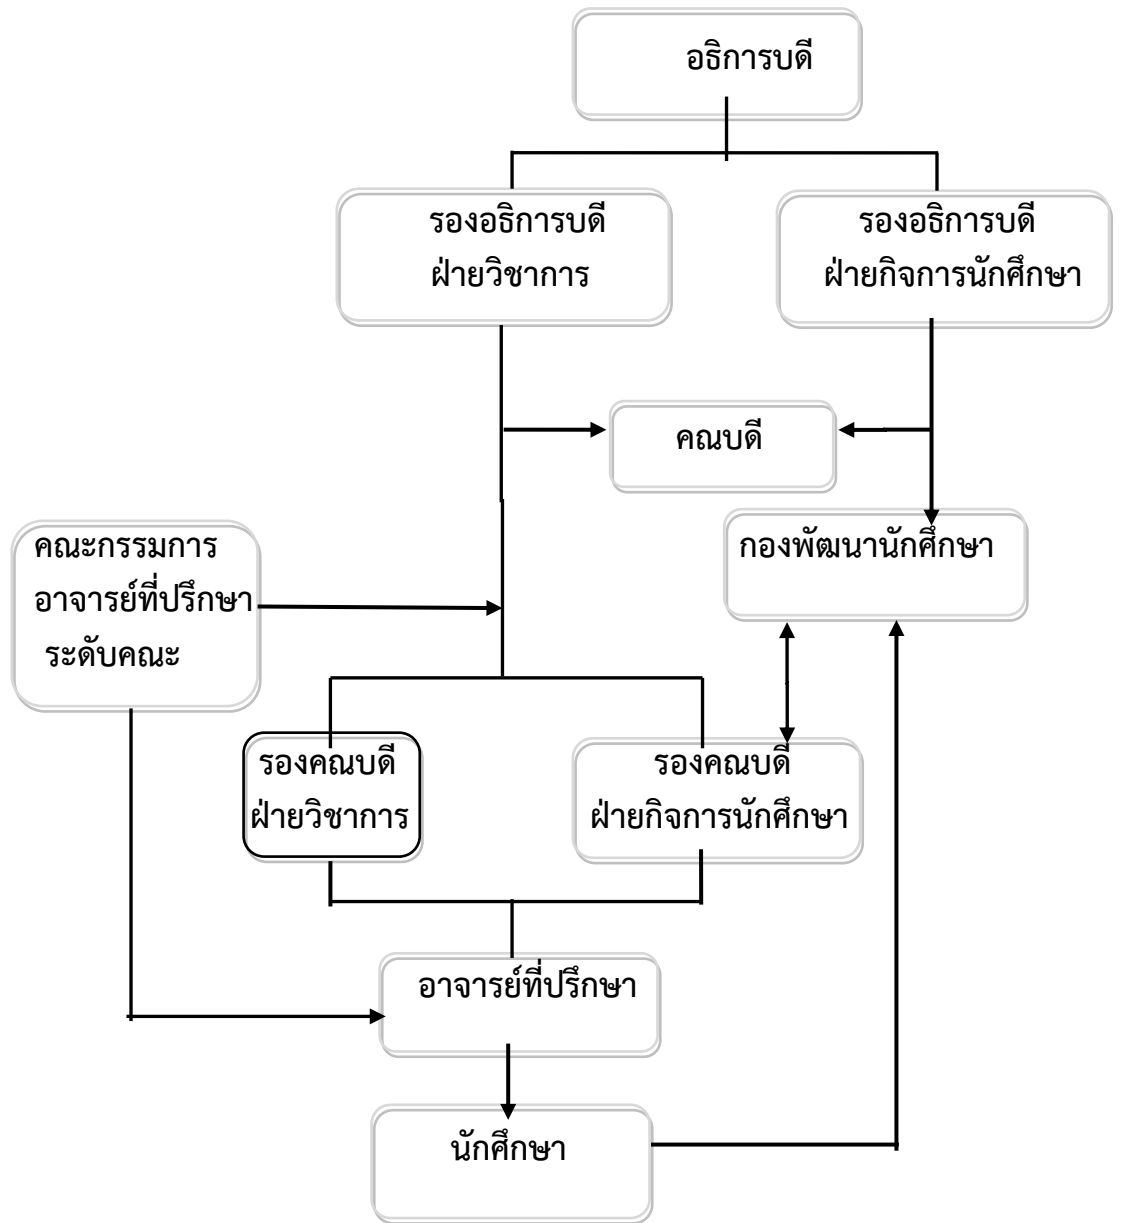 อธิการบดี
รองอธิการบดี
ฝ่ายวิชาการ
รองอธิการบดี
ฝ่ายกิจการนักศึกษา
คณบดี
กองพัฒนานักศึกษา
คณะกรรมการ
อาจารย์ที่ปรึกษา
ระดับคณะ
รองคณบดี
ฝ่ายวิชาการ
รองคณบดี
ฝ่ายกิจการนักศึกษา
อาจารย์ที่ปรึกษา
นักศึกษา